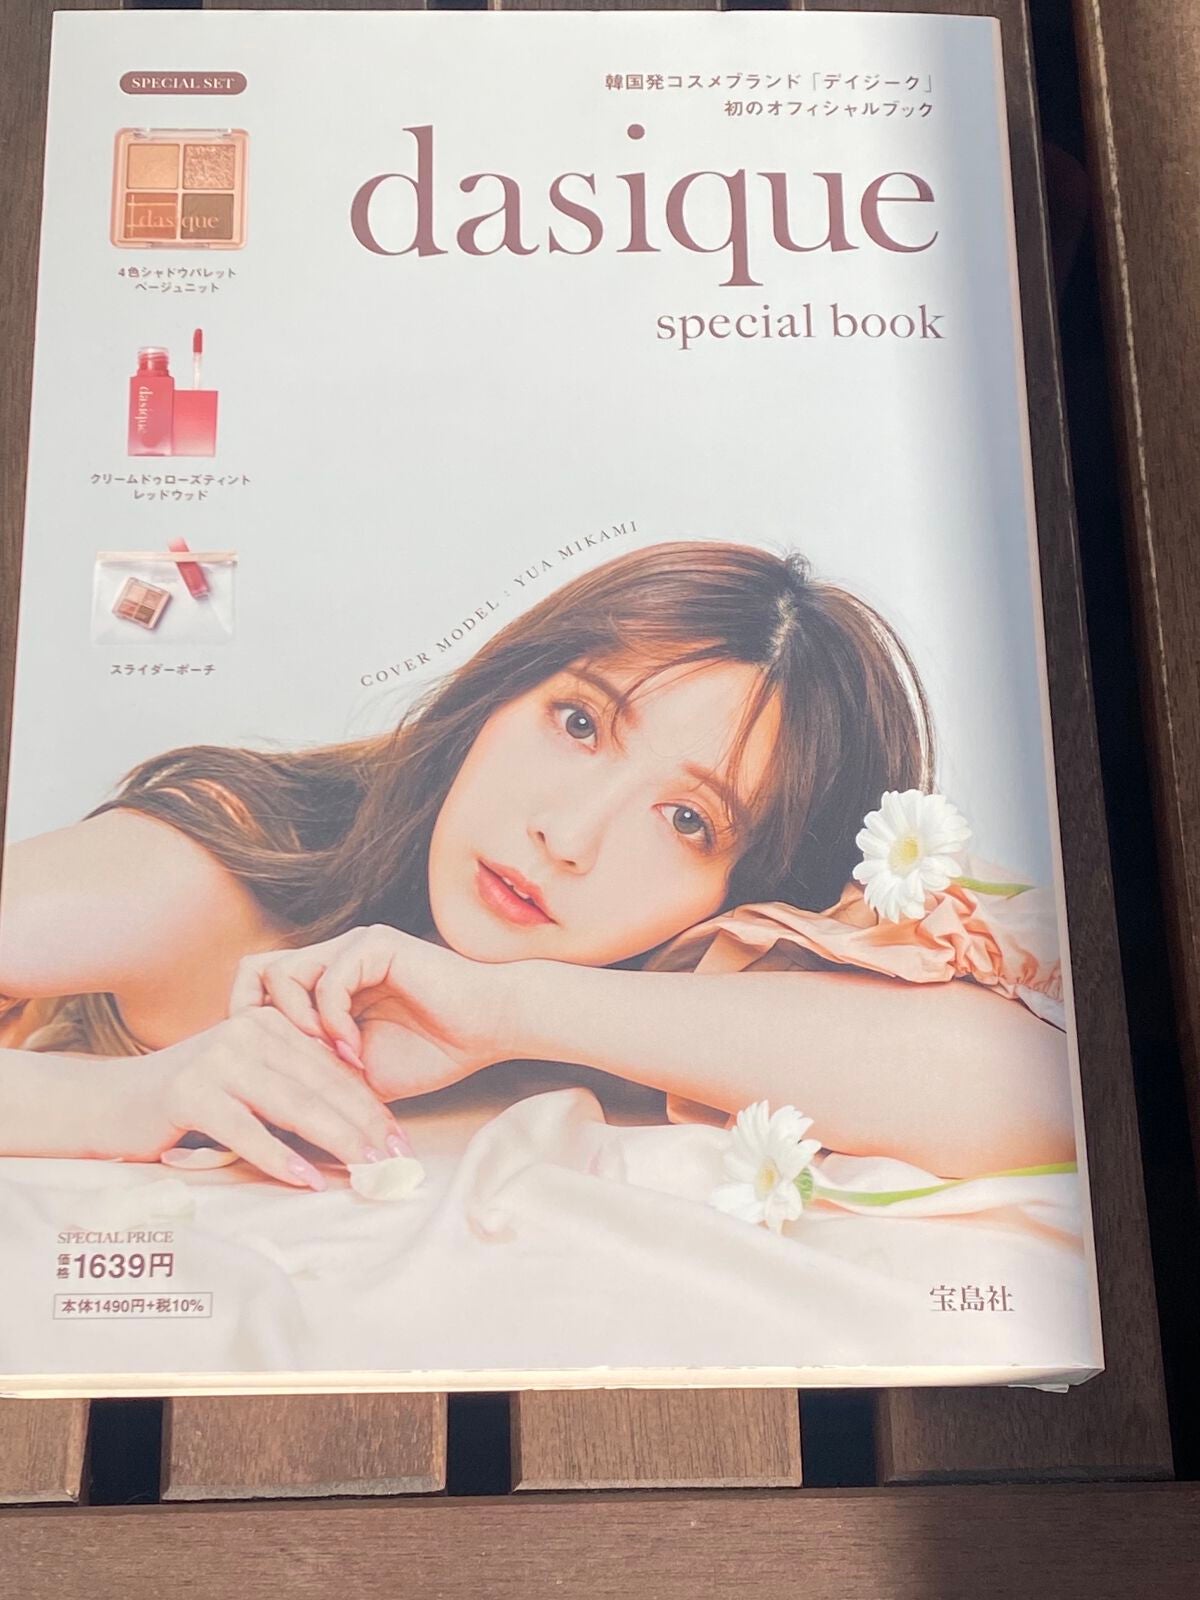 SPECIAL SET
韓国発コスメブランド「デイジーク」
初のオフィシャルブック
dasique
special book
dasique
4色シャドウパレット
ベージュニット
dasique
クリームドゥローズティント
レッドウッド
スライダーポーチ
COVER MODEL : YUA MIKAMI
SPECIAL PRICE
価格1639円
本体1490円+税10%
宝島社